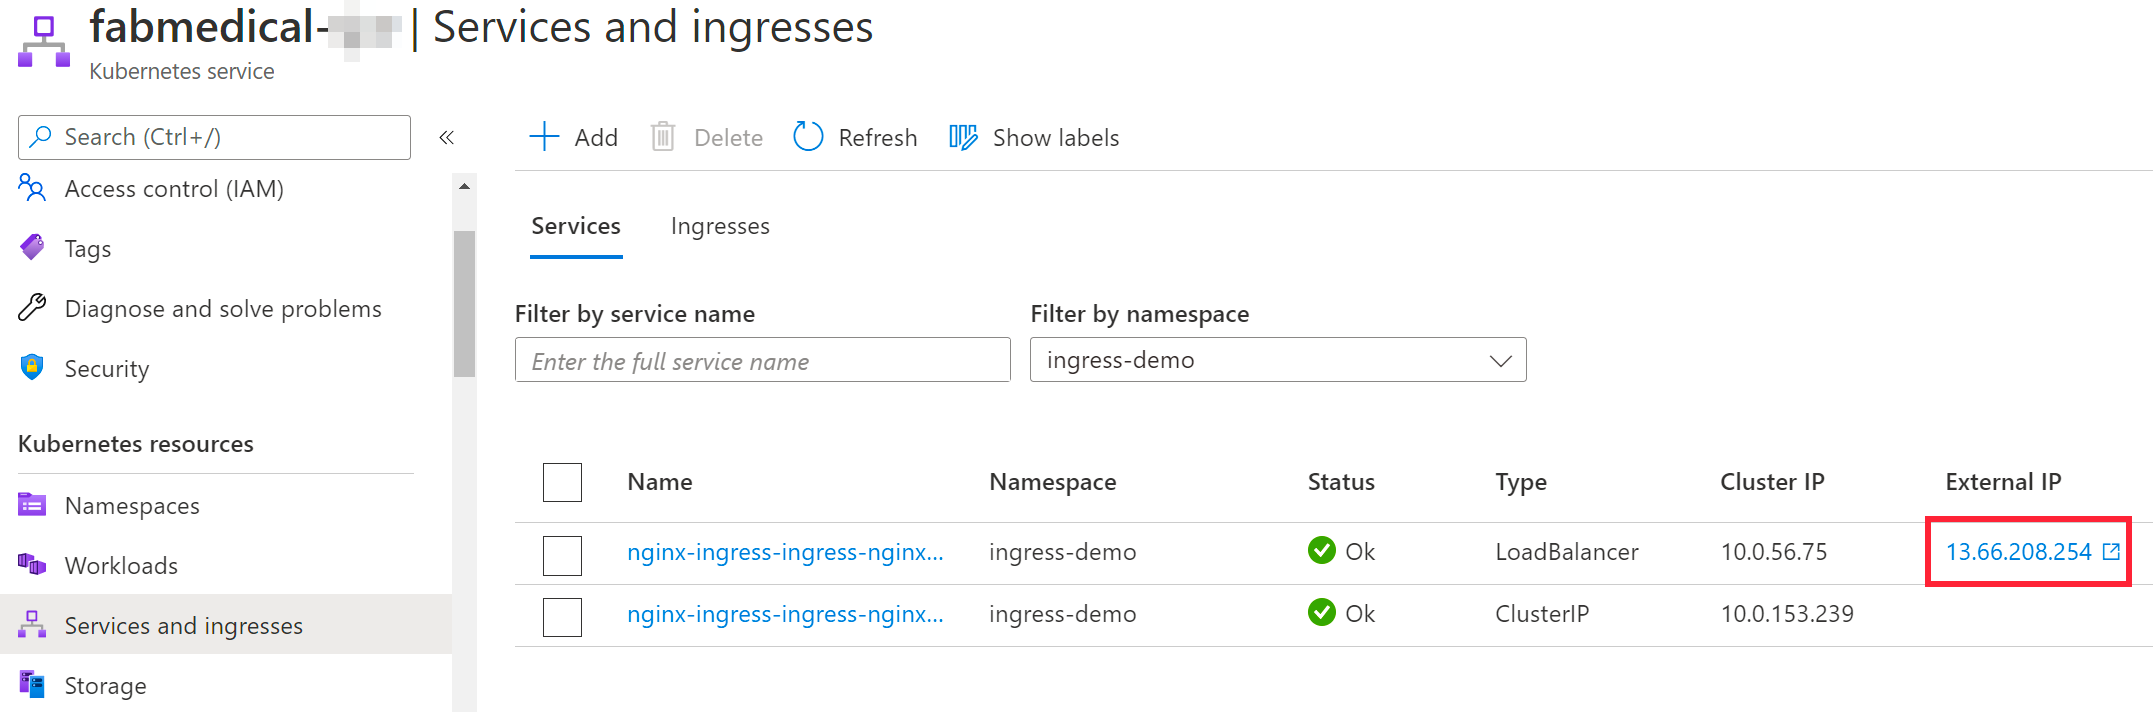 fabmedical- | Services and ingresses
Kubernetes service
Search (Ctrl+/)
«
Add
Delete
Refresh
Show labels
Access control (IAM)
Tags
Diagnose and solve problems
Security
Kubernetes resources
Namespaces
Workloads
Services and ingresses
Storage
Services
Ingresses
Filter by service name
Filter by namespace
Enter the full service name
ingress-demo
Name Namespace Status Type Cluster IP External IP
nginx-ingress-ingress-nginx... ingress-demo Ok LoadBalancer 10.0.56.75 13.66.208.254
nginx-ingress-ingress-nginx... ingress-demo Ok ClusterIP 10.0.153.239